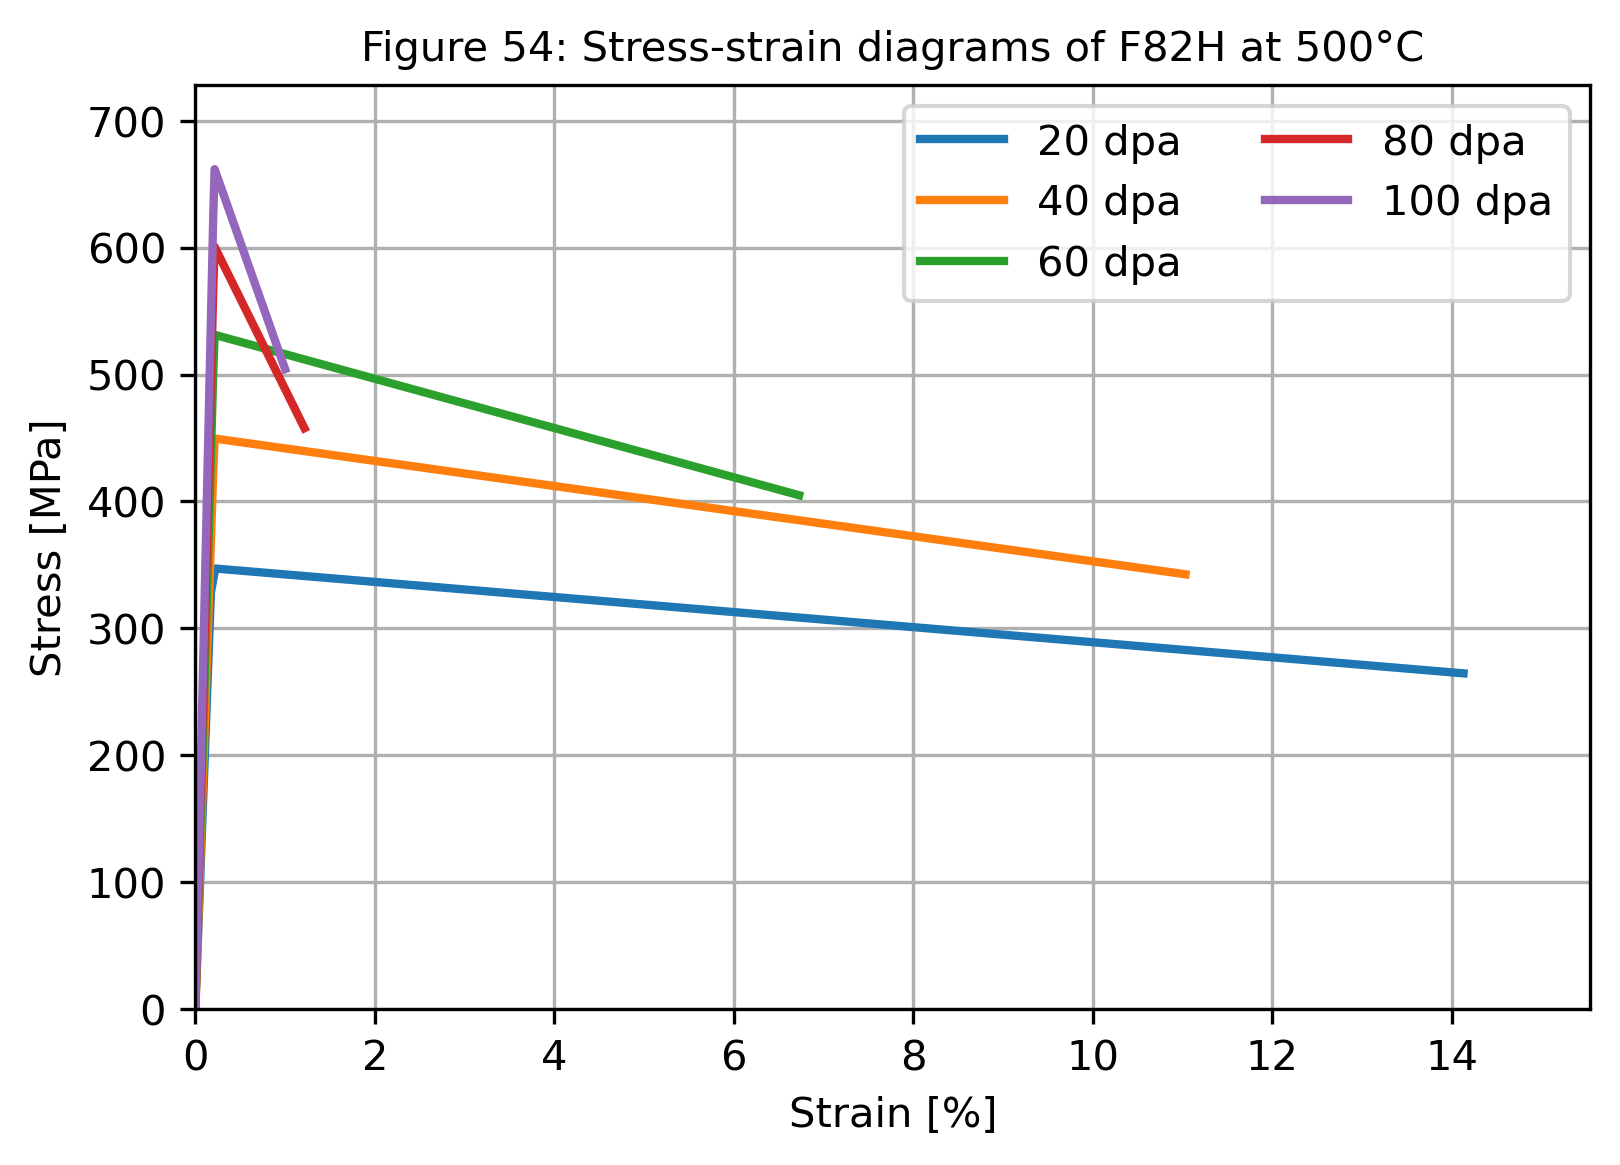 Figure 54: Stress-strain diagrams of F82H at 500°C
700
600
500
400
300
200
100
0
Stress [MPa]
20 dpa
40 dpa
60 dpa
80 dpa
100 dpa
0 2 4 6 8 10 12 14
Strain [%]